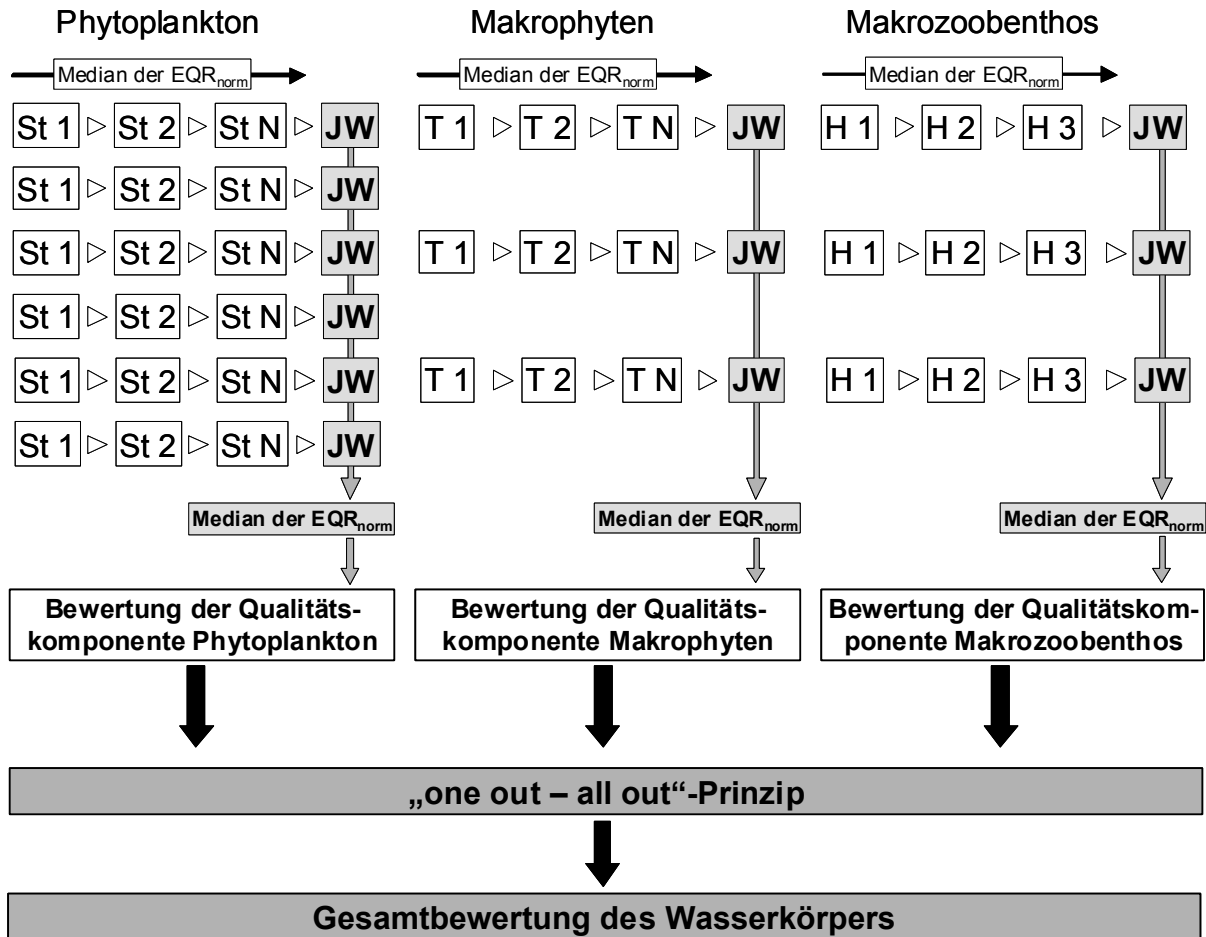 Phytoplankton Makrophyten Makrozoobenthos
Median der EQRnorm Median der EQRnorm Median der EQRnorm
St 1 St 2 St N JW T 1 T 2 T N JW H 1 H 2 H 3 JW
St 1 St 2 St N JW
St 1 St 2 St N JW T 1 T 2 T N JW H 1 H 2 H 3 JW
St 1 St 2 St N JW
St 1 St 2 St N JW T 1 T 2 T N JW H 1 H 2 H 3 JW
St 1 St 2 St N JW
Median der EQRnorm Median der EQRnorm Median der EQRnorm
Bewertung der Qualitäts-
komponente Phytoplankton
Bewertung der Qualitäts-
komponente Makrophyten
Bewertung der Qualitätskom-
ponente Makrozoobenthos
„one out – all out“-Prinzip
Gesamtbewertung des Wasserkörpers